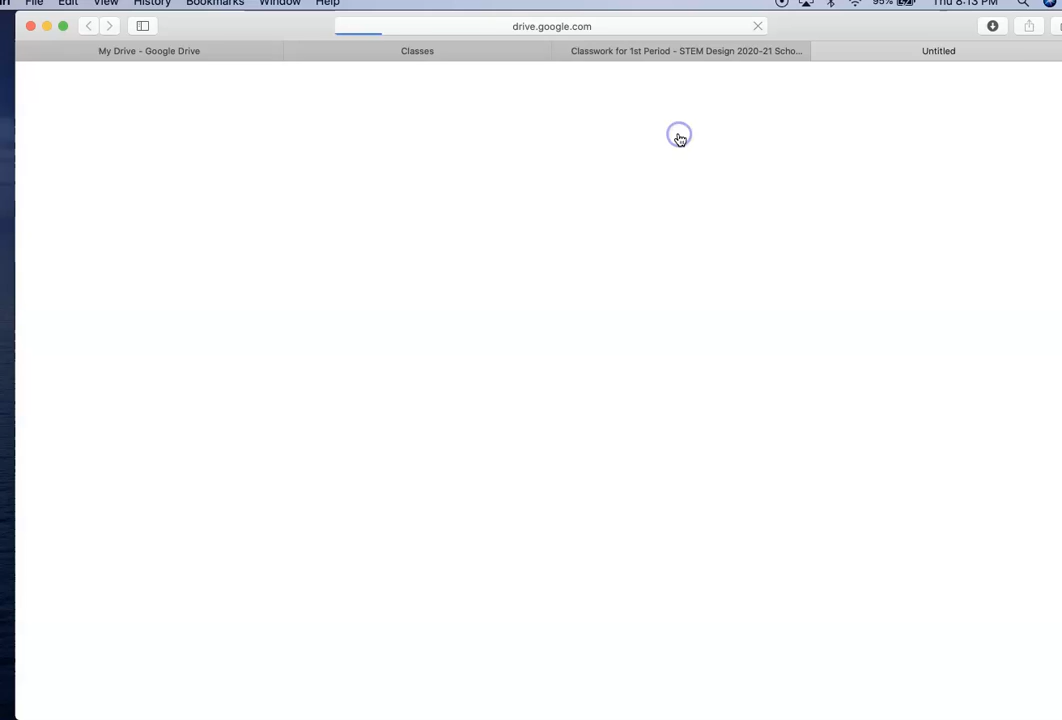 File Edit View History Bookmarks Window Help 95% Thu 8:13 PM
drive.google.com
My Drive - Google Drive Classes Classwork for 1st Period - STEM Design 2020-21 Scho... Untitled